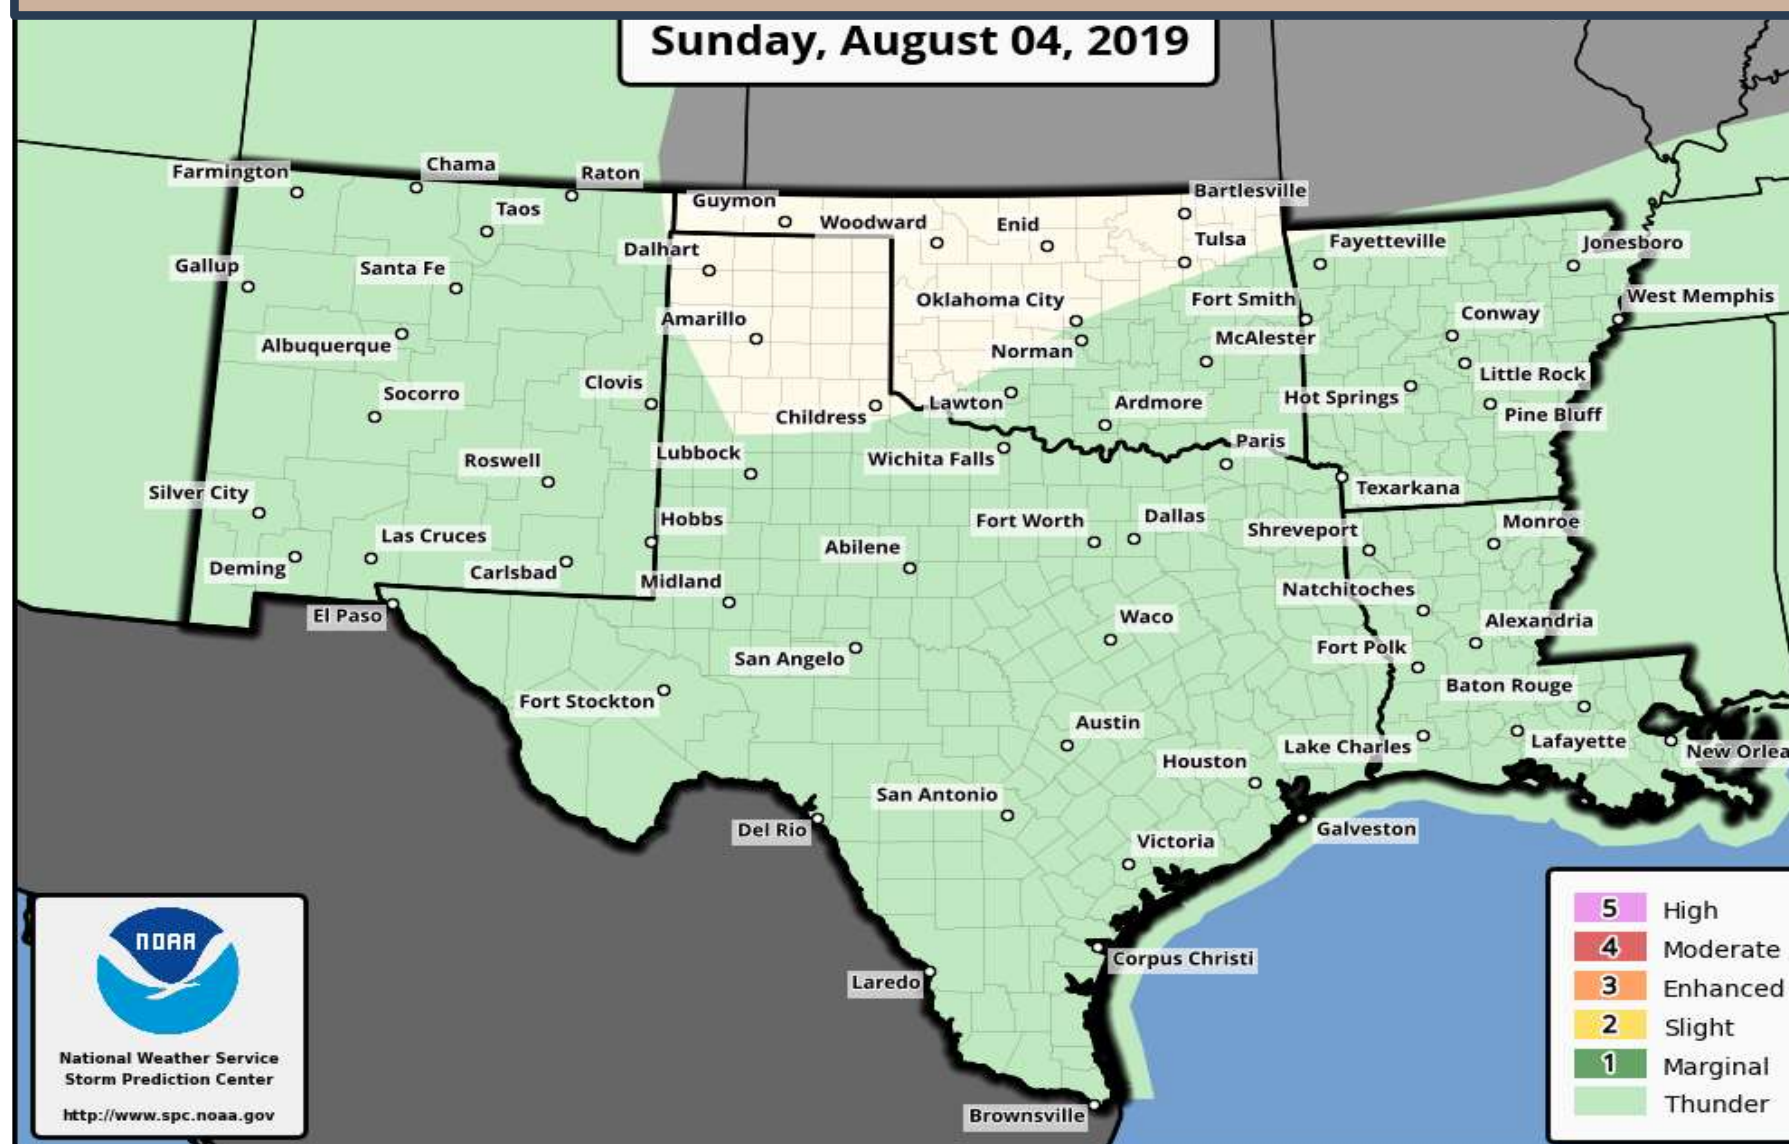 Sunday, August 04, 2019
Farmington
Chama
Raton
Taos
Guymon
Woodward
Enid
Bartlesville
Dalhart
Tulsa
Fayetteville
Jonesboro
Gallup
Santa Fe
Oklahoma City
Fort Smith
West Memphis
Amarillo
Conway
Albuquerque
Norman
McAlester
Little Rock
Socorro
Clovis
Childress
Lawton
Ardmore
Hot Springs
Pine Bluff
Roswell
Lubbock
Wichita Falls
Paris
Silver City
Texarkana
Las Cruces
Hobbs
Fort Worth
Dallas
Shreveport
Monroe
Deming
Carlsbad
Midland
Abilene
Natchitoches
El Paso
Waco
Alexandria
San Angelo
Fort Polk
Fort Stockton
Baton Rouge
Austin
Lake Charles
Lafayette
New Orlea
Houston
San Antonio
Del Rio
Galveston
Victoria
Corpus Christi
Laredo
Brownsville
NOAA
National Weather Service
Storm Prediction Center
http://www.spc.noaa.gov
5 High
4 Moderate
3 Enhanced
2 Slight
1 Marginal
Thunder